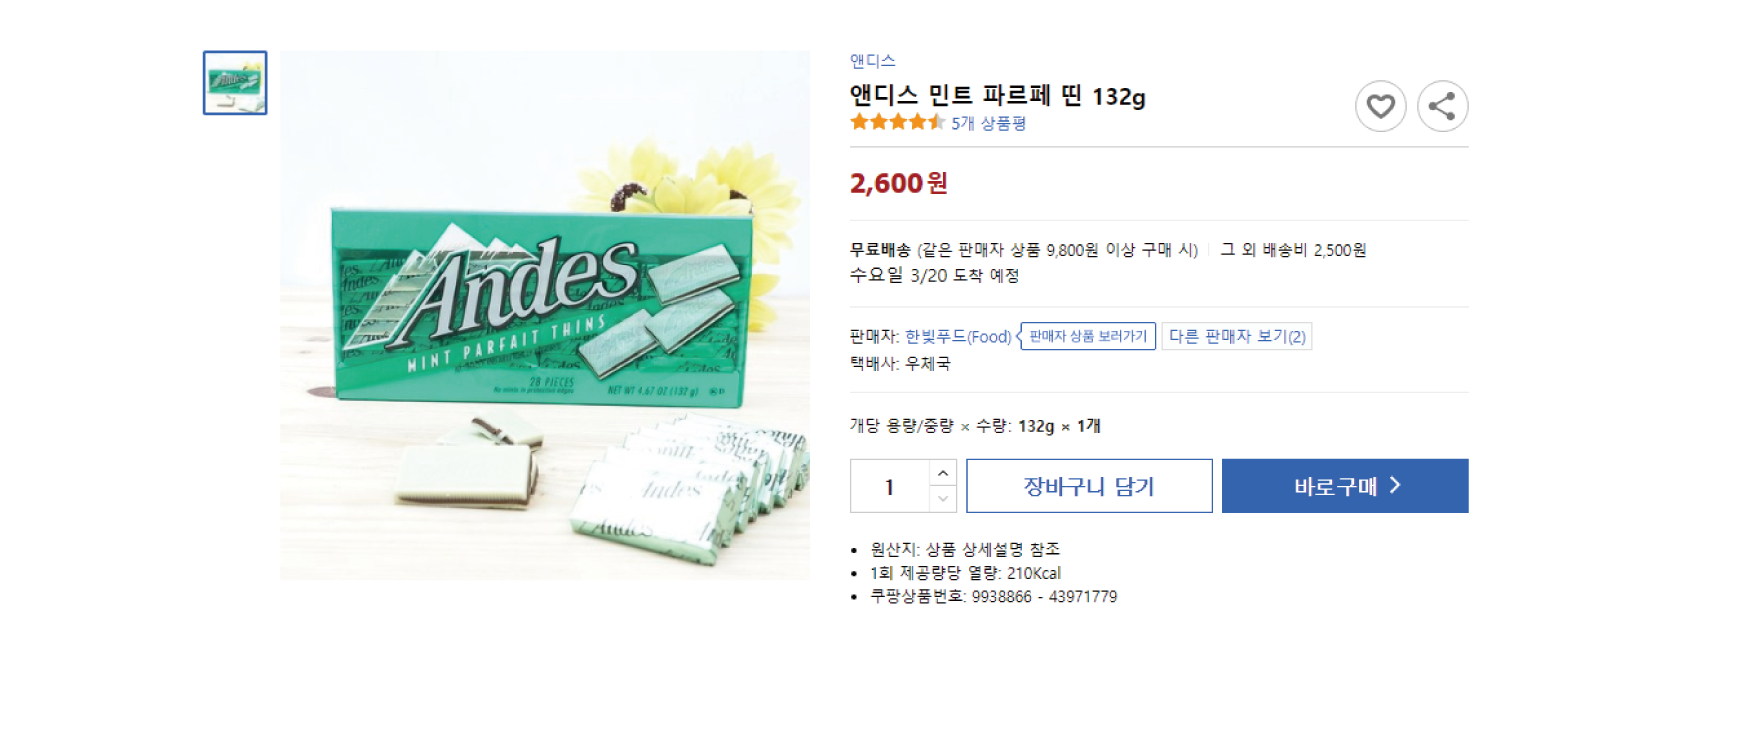 앤디스
앤디스 민트 파르페 띤 132g
5개 상품평
2,600원
무료배송 (같은 판매자 상품 9,800원 이상 구매 시) 그 외 배송비 2,500원
수요일 3/20 도착 예정
판매자: 한빛푸드(Food) 판매자 상품 보러가기 다른 판매자 보기(2)
택배사: 우체국
개당 용량/중량 × 수량: 132g × 1개
1 장바구니 담기 바로구매
원산지: 상품 상세설명 참조
1회 제공량당 열량: 210Kcal
쿠팡상품번호: 9938866 - 43971779
Andes
MINT PARFAIT THINS
28 PIECES
NET WT 4.67 OZ (132 g)
Andes
Andes